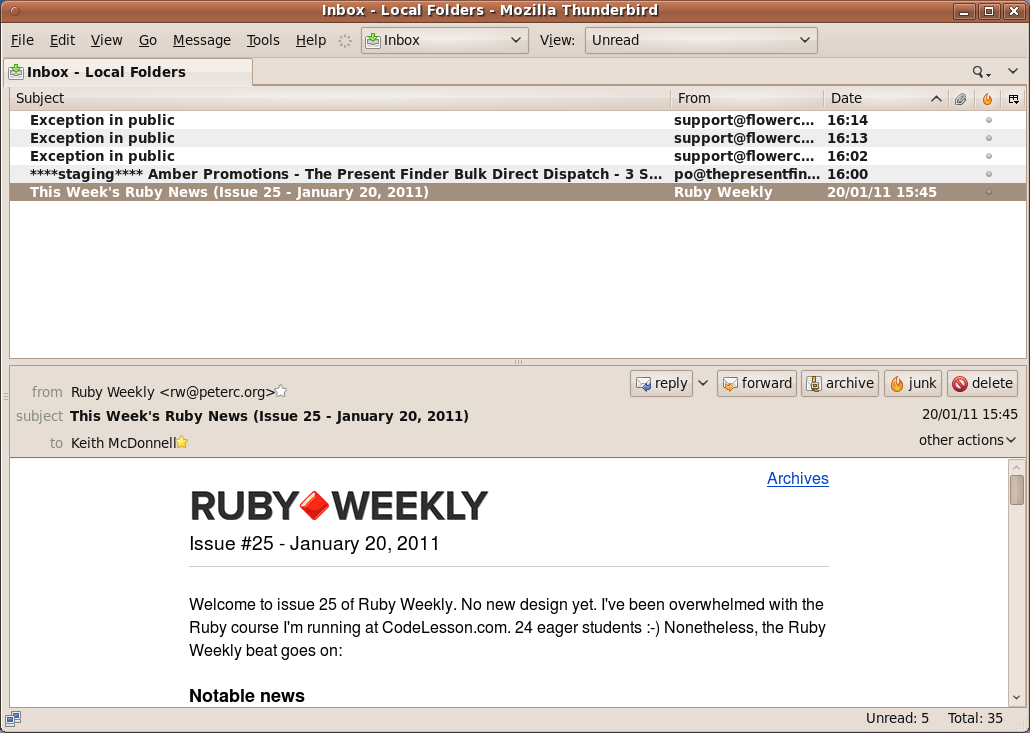 Inbox - Local Folders - Mozilla Thunderbird
File Edit View Go Message Tools Help Inbox View: Unread
Inbox - Local Folders
Subject From Date
Exception in public support@flowerc... 16:14
Exception in public support@flowerc... 16:13
Exception in public support@flowerc... 16:02
****staging**** Amber Promotions - The Present Finder Bulk Direct Dispatch - 3 S... po@thepresentfin... 16:00
This Week's Ruby News (Issue 25 - January 20, 2011) Ruby Weekly 20/01/11 15:45
from Ruby Weekly <rw@peterc.org> reply forward archive junk delete
subject This Week's Ruby News (Issue 25 - January 20, 2011) 20/01/11 15:45
to Keith McDonnell other actions
Archives
RUBY WEEKLY
Issue #25 - January 20, 2011
Welcome to issue 25 of Ruby Weekly. No new design yet. I've been overwhelmed with the
Ruby course I'm running at CodeLesson.com. 24 eager students :-) Nonetheless, the Ruby
Weekly beat goes on:
Notable news
Unread: 5 Total: 35